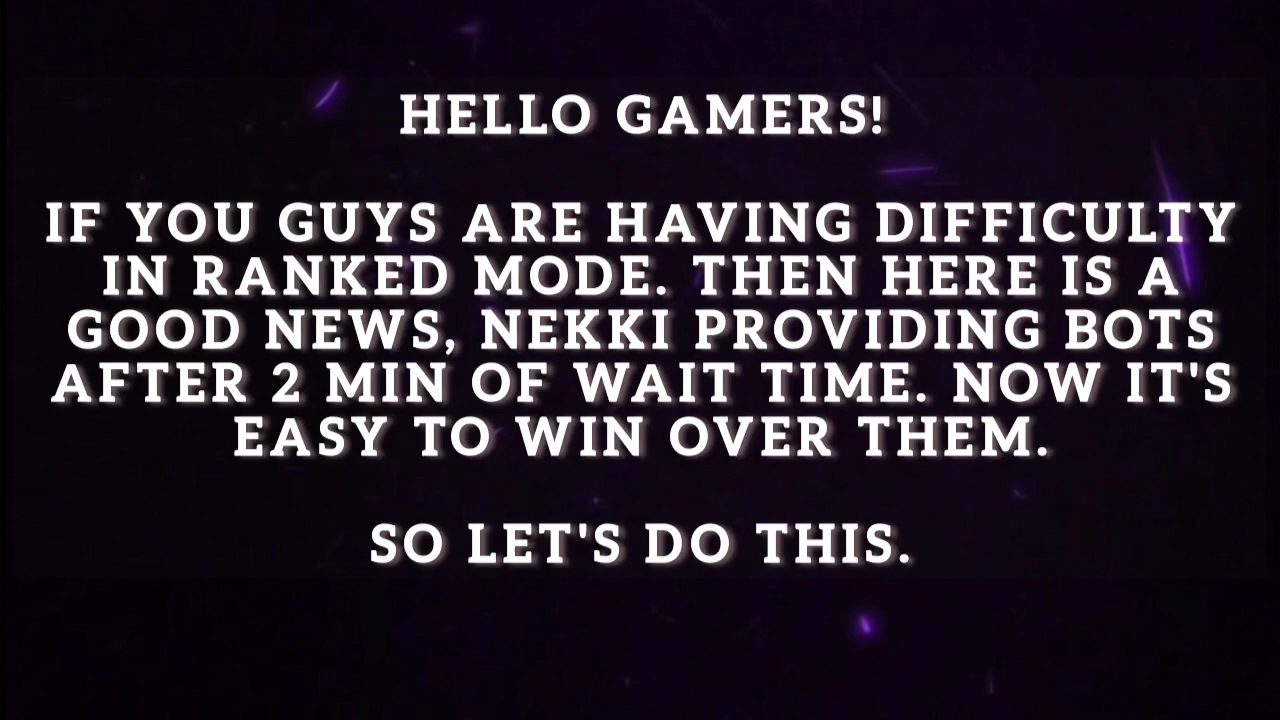 HELLO GAMERS!
IF YOU GUYS ARE HAVING DIFFICULTY
IN RANKED MODE. THEN HERE IS A
GOOD NEWS, NEKKI PROVIDING BOTS
AFTER 2 MIN OF WAIT TIME. NOW IT'S
EASY TO WIN OVER THEM.
SO LET'S DO THIS.